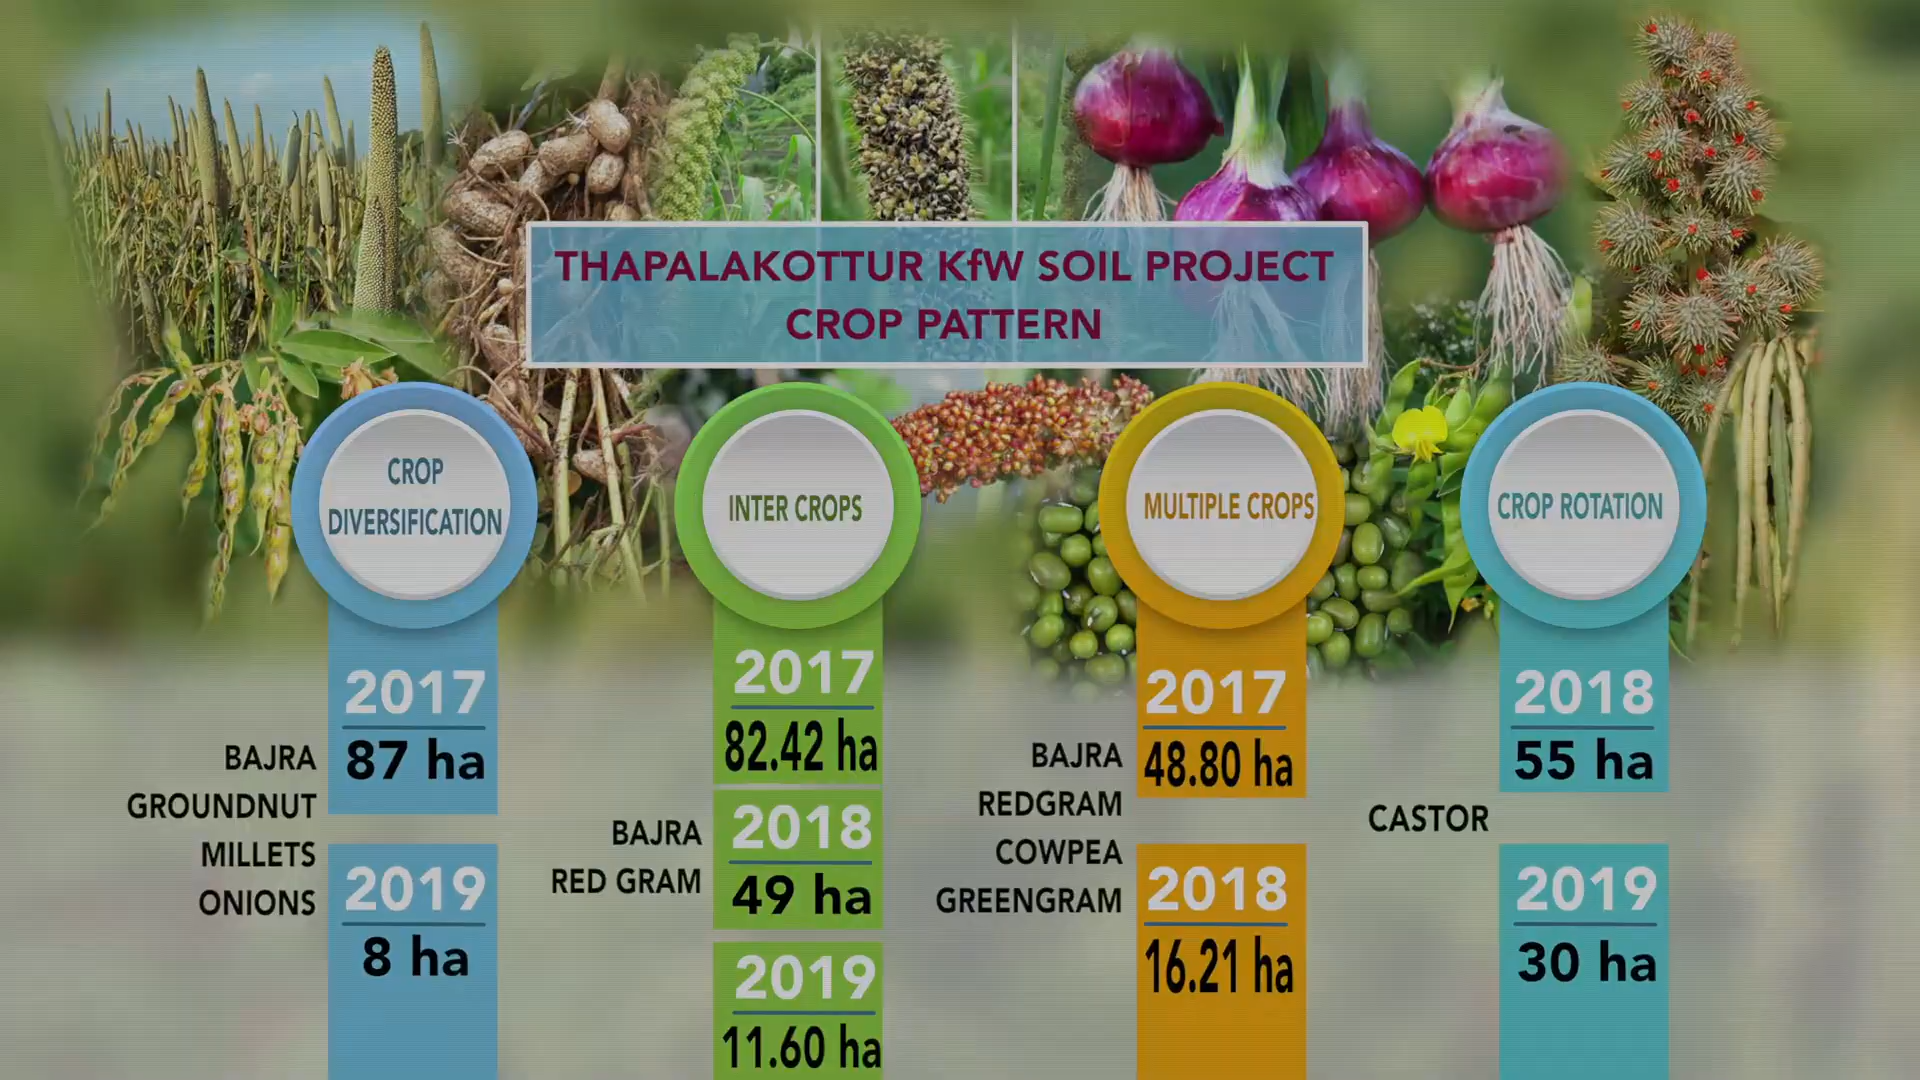 THAPALAKOTTUR KfW SOIL PROJECT
CROP PATTERN
CROP
DIVERSIFICATION
2017
87 ha
BAJRA
GROUNDNUT
MILLETS
ONIONS
2019
8 ha
INTER CROPS
2017
82.42 ha
BAJRA
RED GRAM
2018
49 ha
2019
11.60 ha
MULTIPLE CROPS
2017
48.80 ha
BAJRA
REDGRAM
COWPEA
GREENGRAM
2018
16.21 ha
CROP ROTATION
2018
55 ha
CASTOR
2019
30 ha